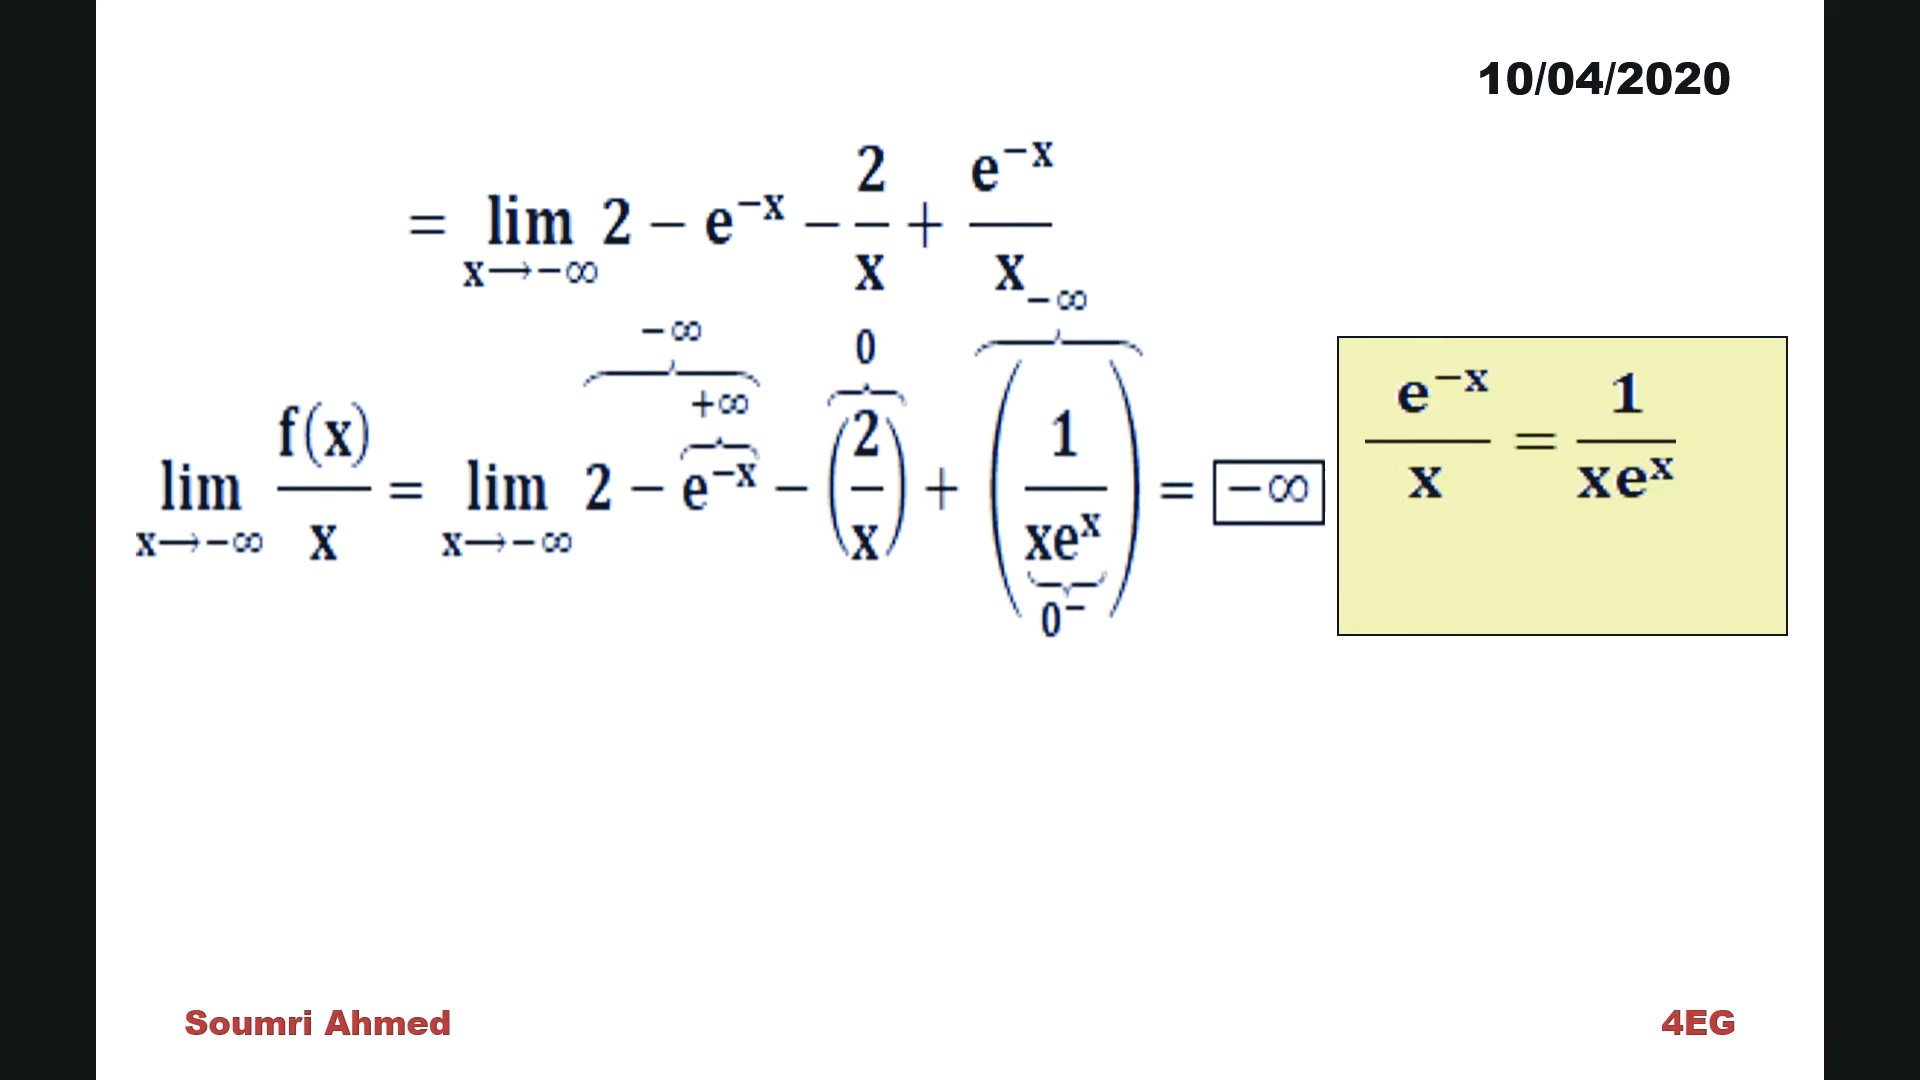 10/04/2020
= lim x→−∞ 2 − e^−x − 2/x + e^−x/x
lim x→−∞ f(x)/x = lim x→−∞ 2 − e^−x − (2/x) + (1/xe^x) = −∞
−∞
+∞
0
−∞
0^−
e^−x/x = 1/xe^x
Soumri Ahmed
4EG